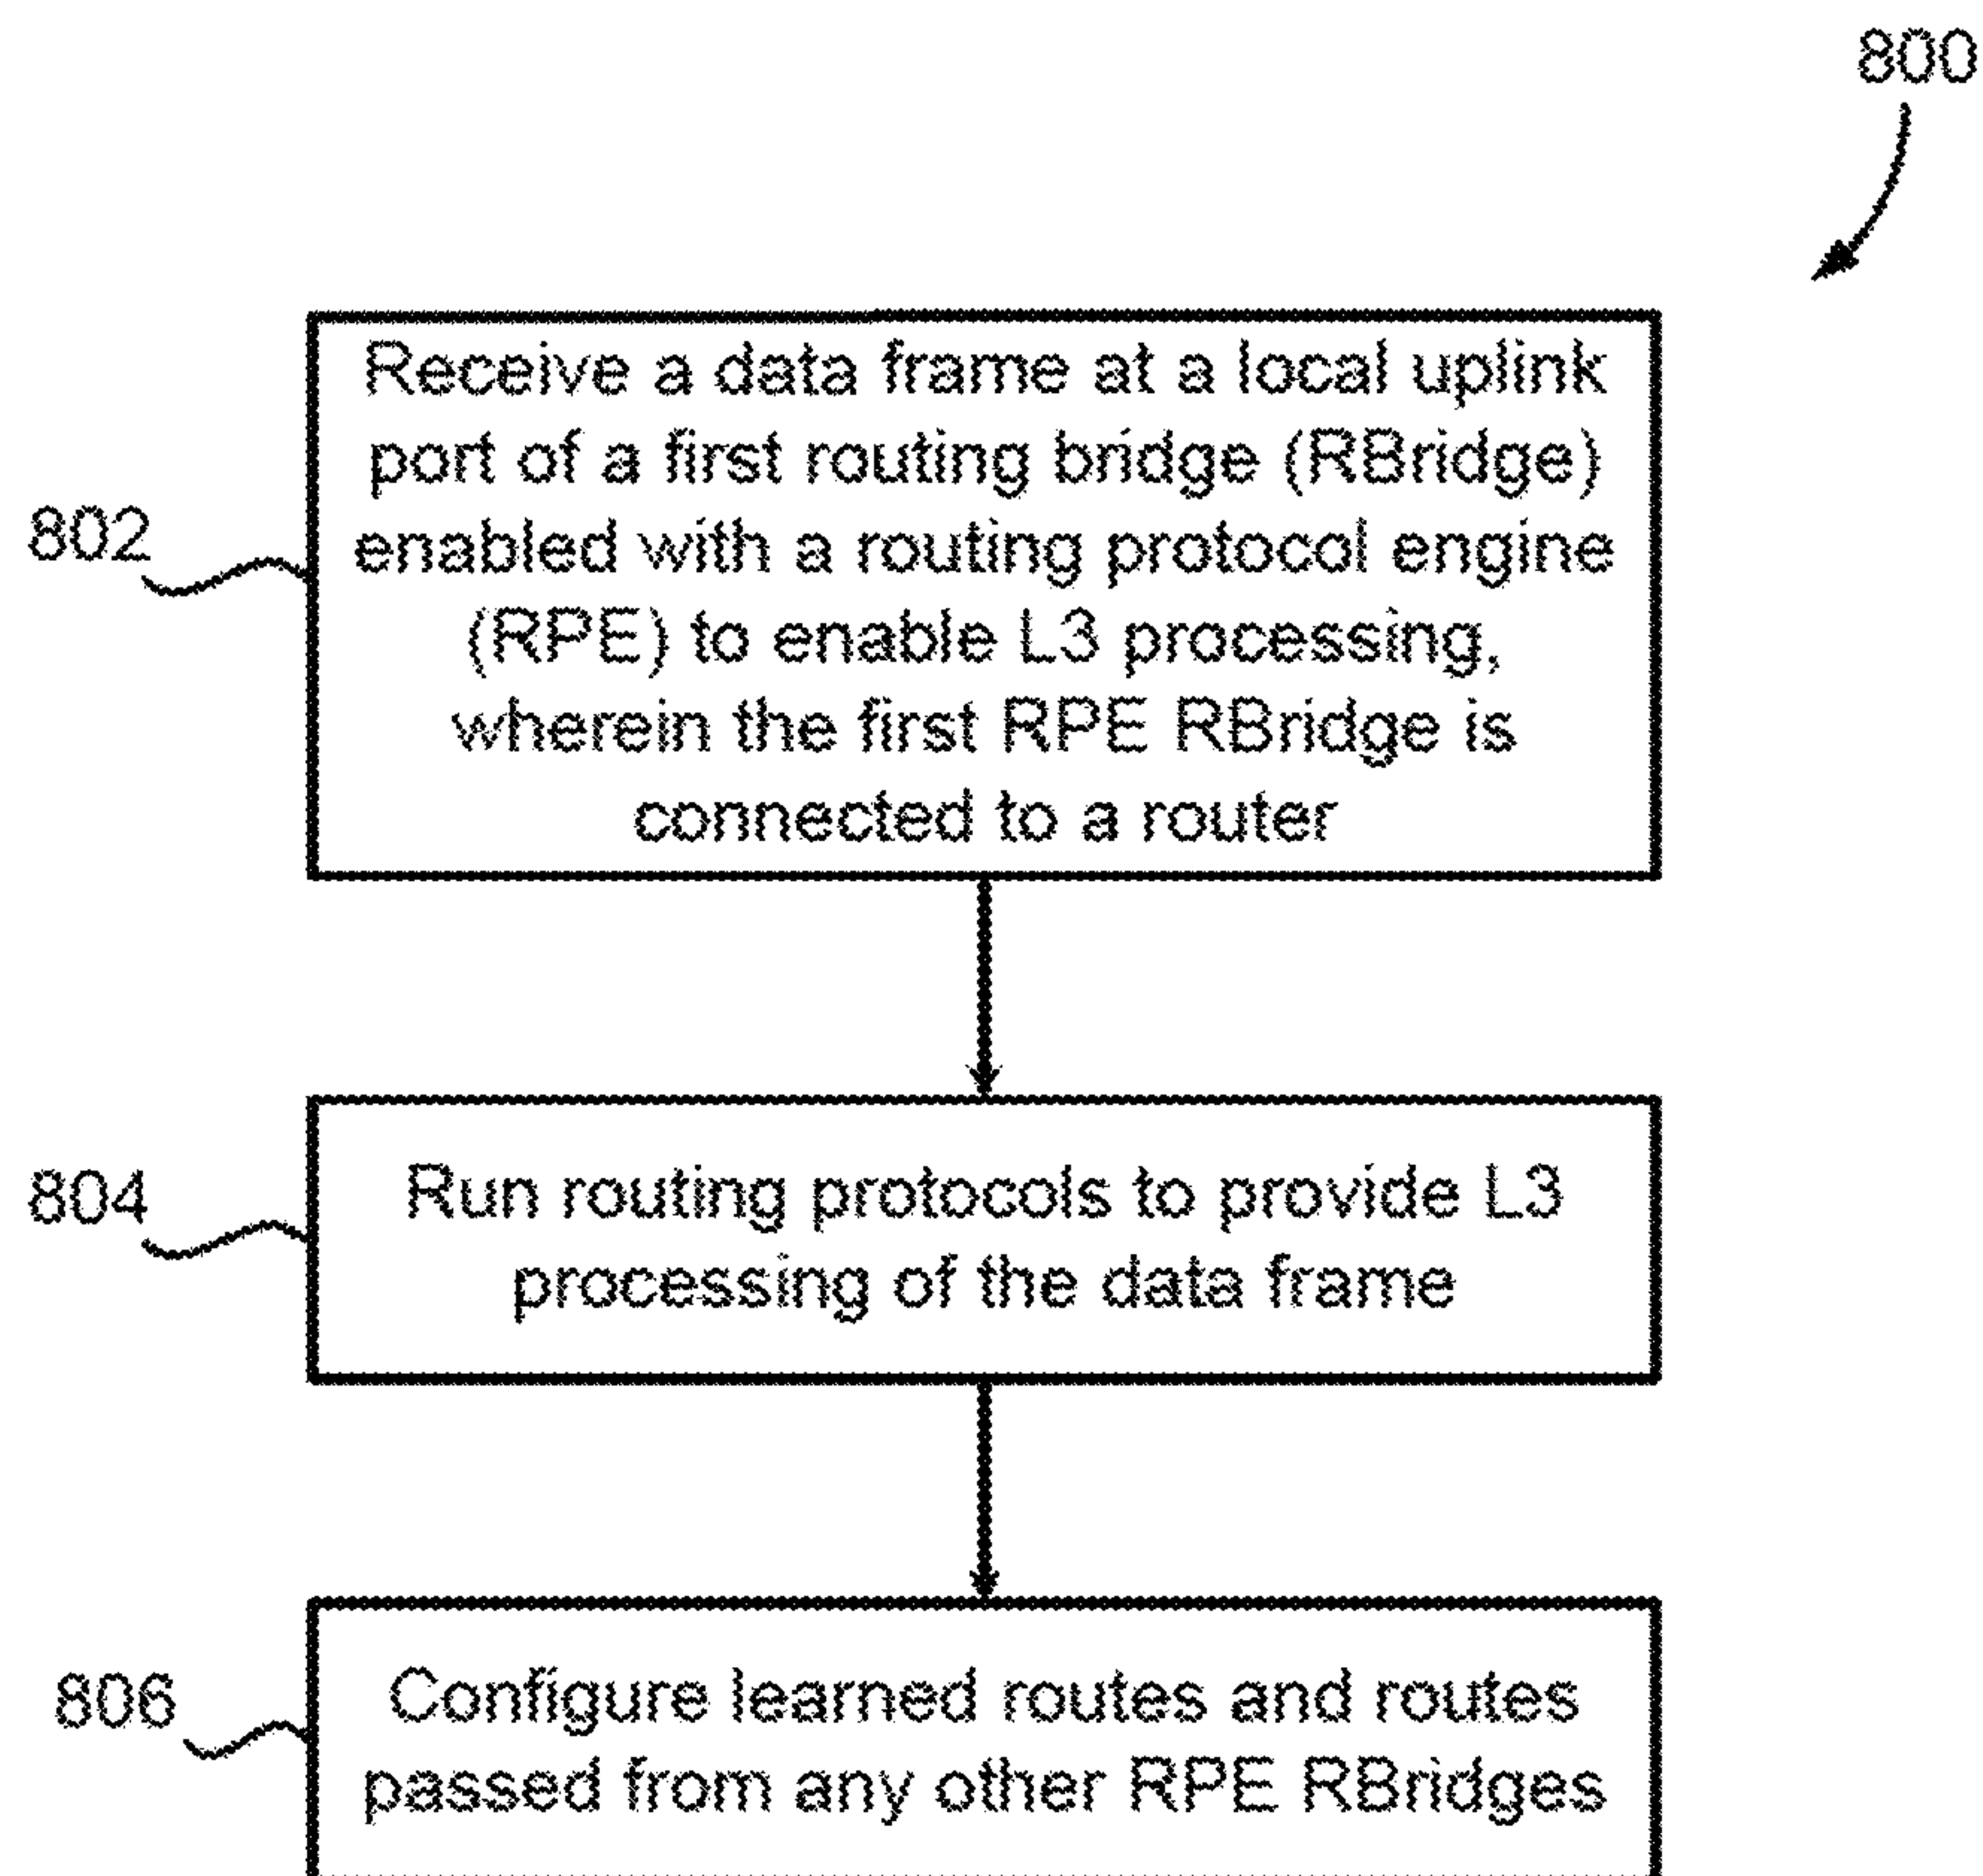 800
Receive a data frame at a local uplink
port of a first routing bridge (RBridge)
enabled with a routing protocol engine
(RPE) to enable L3 processing,
wherein the first RPE RBridge is
connected to a router
802
Run routing protocols to provide L3
processing of the data frame
804
Configure learned routes and routes
passed from any other RPE RBridges
806